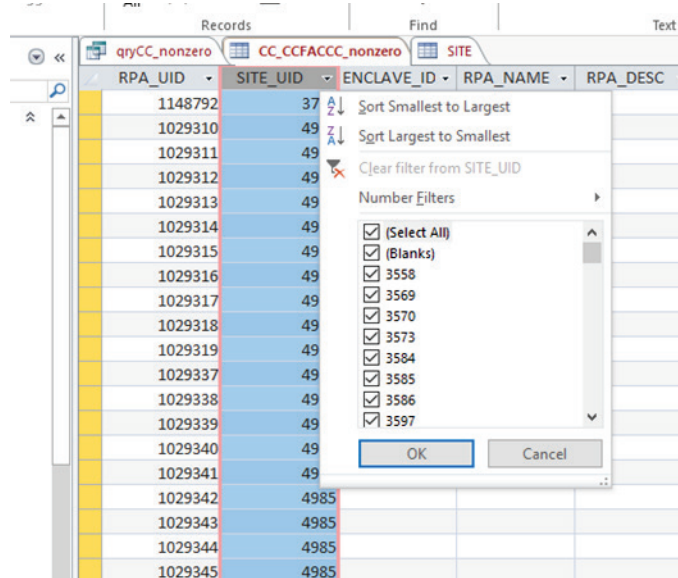 Records Find Text
qryCC_nonzero CC_CCFACCC_nonzero SITE
RPA_UID SITE_UID ENCLAVE_ID RPA_NAME RPA_DESC
1148792 37
1029310 49
1029311 49
1029312 49
1029313 49
1029314 49
1029315 49
1029316 49
1029317 49
1029318 49
1029319 49
1029337 49
1029338 49
1029339 49
1029340 49
1029341 49
1029342 4985
1029343 4985
1029344 4985
1029345 4985
Sort Smallest to Largest
Sort Largest to Smallest
Clear filter from SITE_UID
Number Filters
(Select All)
(Blanks)
3558
3569
3570
3573
3584
3585
3586
3597
OK Cancel